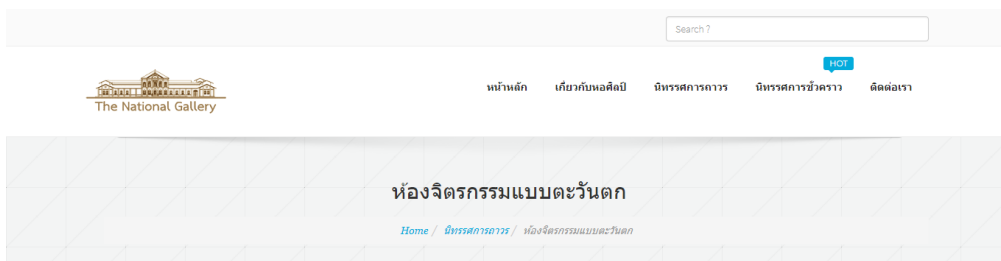 Search ?
HOT
The National Gallery
หน้าหลัก เกี่ยวกับหอศิลป์ นิทรรศการถาวร นิทรรศการชั่วคราว ติดต่อเรา
ห้องจิตรกรรมแบบตะวันตก
Home / นิทรรศการถาวร / ห้องจิตรกรรมแบบตะวันตก